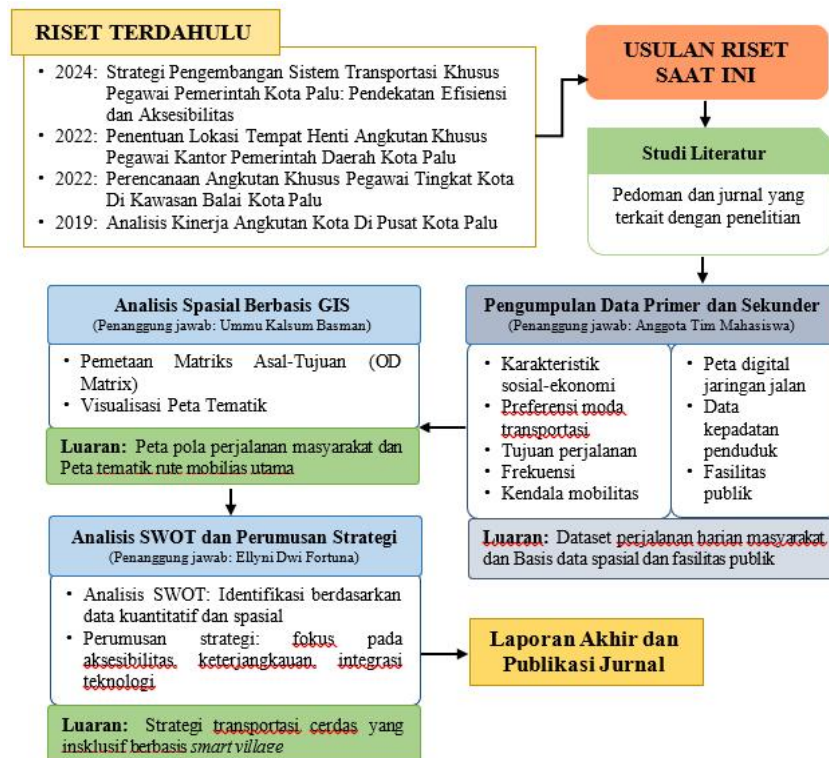 RISET TERDAHULU
• 2024: Strategi Pengembangan Sistem Transportasi Khusus
Pegawai Pemerintah Kota Palu: Pendekatan Efisiensi
dan Aksesibilitas
• 2022: Penentuan Lokasi Tempat Henti Angkutan Khusus
Pegawai Kantor Pemerintah Daerah Kota Palu
• 2022: Perencanaan Angkutan Khusus Pegawai Tingkat Kota
Di Kawasan Balai Kota Palu
• 2019: Analisis Kinerja Angkutan Kota Di Pusat Kota Palu
USULAN RISET
SAAT INI
Studi Literatur
Pedoman dan jurnal yang
terkait dengan penelitian
Pengumpulan Data Primer dan Sekunder
(Penanggung jawab: Anggota Tim Mahasiswa)
• Karakteristik
sosial-ekonomi
• Preferensi moda
transportasi
• Tujuan perjalanan
• Frekuensi
• Kendala mobilitas
• Peta digital
jaringan jalan
• Data
kepadatan
penduduk
• Fasilitas
publik
Luaran: Dataset perjalanan harian masyarakat
dan Basis data spasial dan fasilitas publik
Analisis Spasial Berbasis GIS
(Penanggung jawab: Ummu Kalsum Basman)
• Pemetaan Matriks Asal-Tujuan (OD
Matrix)
• Visualisasi Peta Tematik
Luaran: Peta pola perjalanan masyarakat dan
Peta tematik rute mobilias utama
Analisis SWOT dan Perumusan Strategi
(Penanggung jawab: Ellyni Dwi Fortuna)
• Analisis SWOT: Identifikasi berdasarkan
data kuantitatif dan spasial
• Perumusan strategi: fokus pada
aksesibilitas, keterjangkauan, integrasi
teknologi
Luaran: Strategi transportasi cerdas yang
insklusif berbasis smart village
Laporan Akhir dan
Publikasi Jurnal